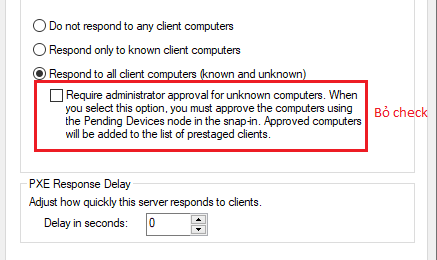 Do not respond to any client computers
Respond only to known client computers
Respond to all client computers (known and unknown)
Require administrator approval for unknown computers. When
you select this option, you must approve the computers using
the Pending Devices node in the snap-in. Approved computers
will be added to the list of prestaged clients.
Bỏ check
PXE Response Delay
Adjust how quickly this server responds to clients.
Delay in seconds: 0